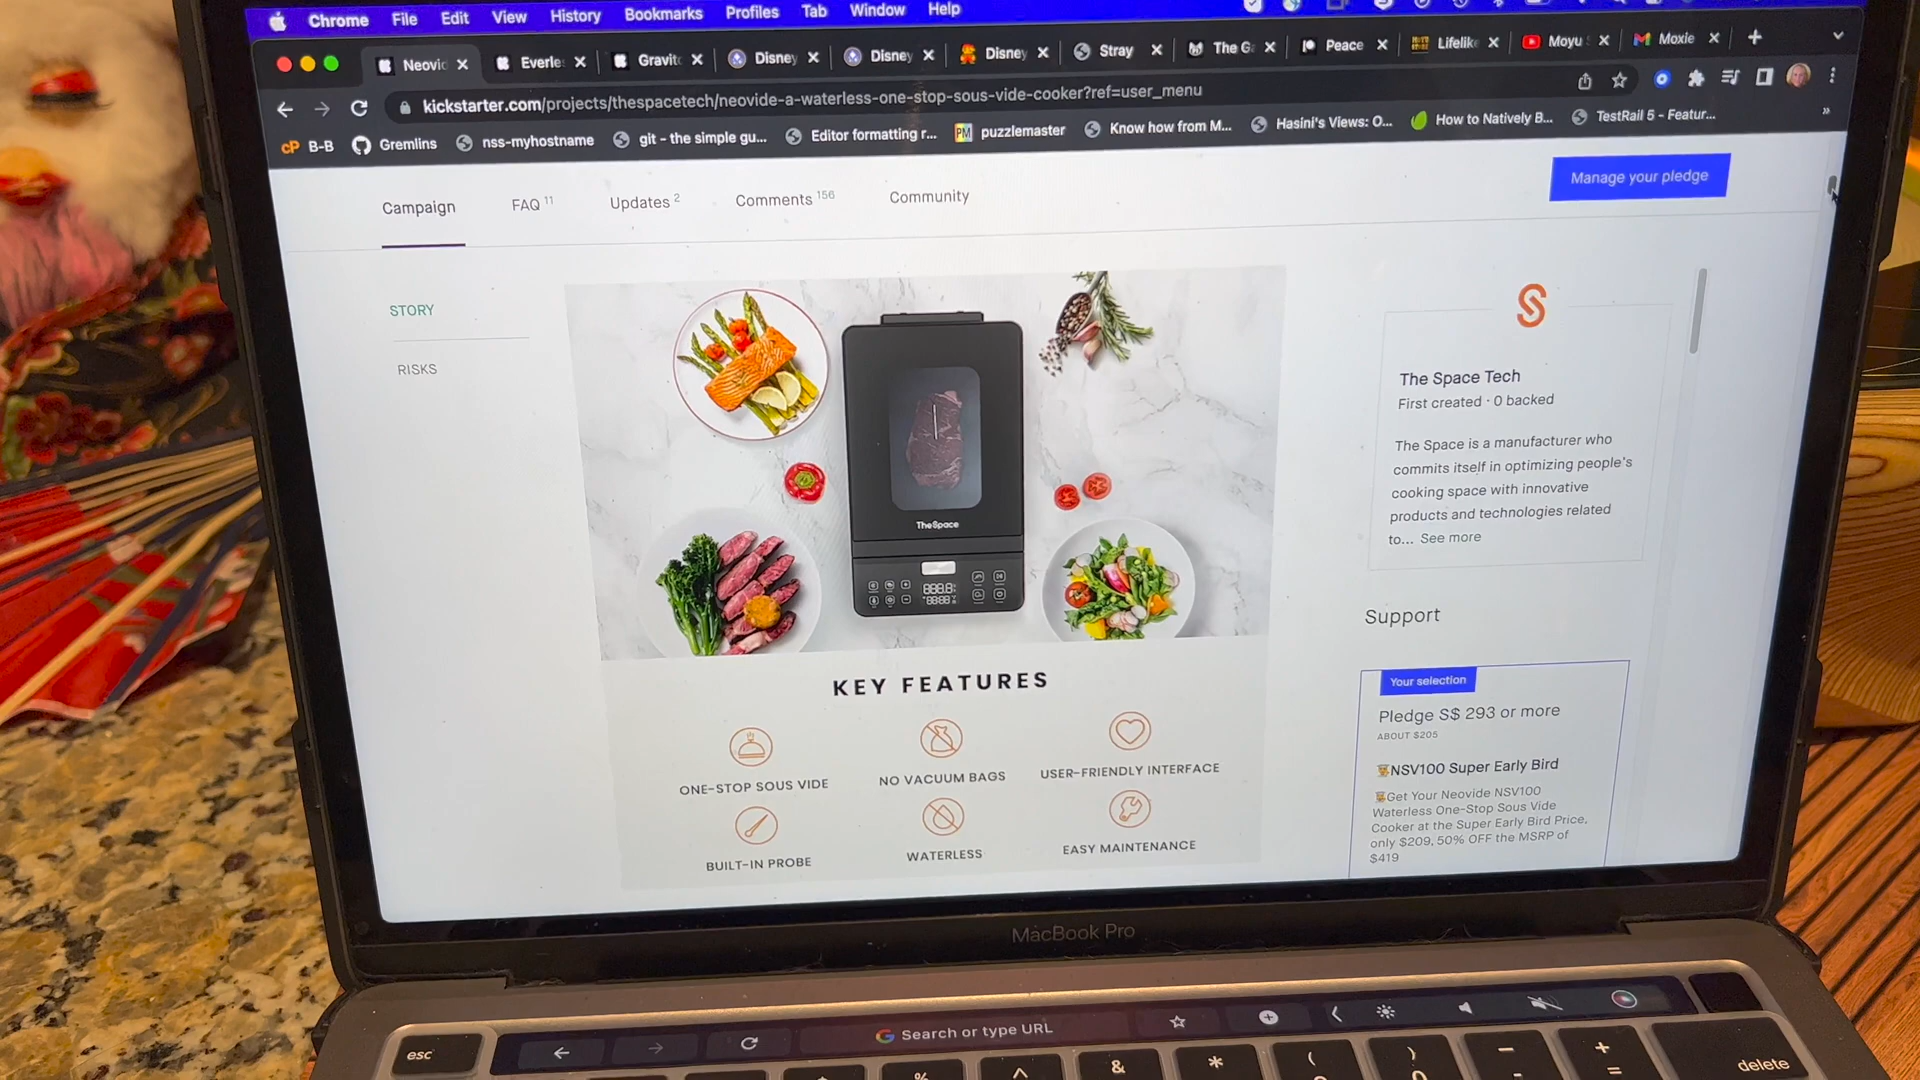 Chrome File Edit View History Bookmarks Profiles Tab Window Help
Neovic Everle Gravit Disney Disney Disney Stray The G Peace Lifelike Moyu Moxie
kickstarter.com/projects/thespacetech/neovide-a-waterless-one-stop-sous-vide-cooker?ref=user_menu
cP B-B Gremlins nss-myhostname git - the simple gu... Editor formatting r... PM puzzlemaster Know how from M... Hasini's Views: O... How to Natively B... TestRail 5 - Featur... »
Campaign FAQ 11 Updates 2 Comments 156 Community Manage your pledge
STORY
RISKS
TheSpace
888.8
KEY FEATURES
ONE-STOP SOUS VIDE NO VACUUM BAGS USER-FRIENDLY INTERFACE
BUILT-IN PROBE WATERLESS EASY MAINTENANCE
The Space Tech
First created · 0 backed
The Space is a manufacturer who
commits itself in optimizing people's
cooking space with innovative
products and technologies related
to... See more
Support
Your selection
Pledge S$ 293 or more
ABOUT $205
NSV100 Super Early Bird
Get Your Neovide NSV100
Waterless One-Stop Sous Vide
Cooker at the Super Early Bird Price,
only $209, 50% OFF the MSRP of
$419
MacBook Pro
esc Search or type URL
% ^ & * ( ) – + =
delete